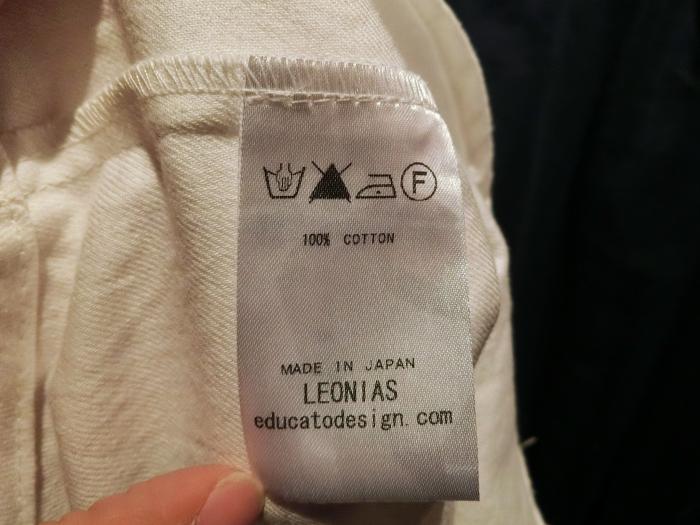 F
100% COTTON
MADE IN JAPAN
LEONIAS
educatodesign.com